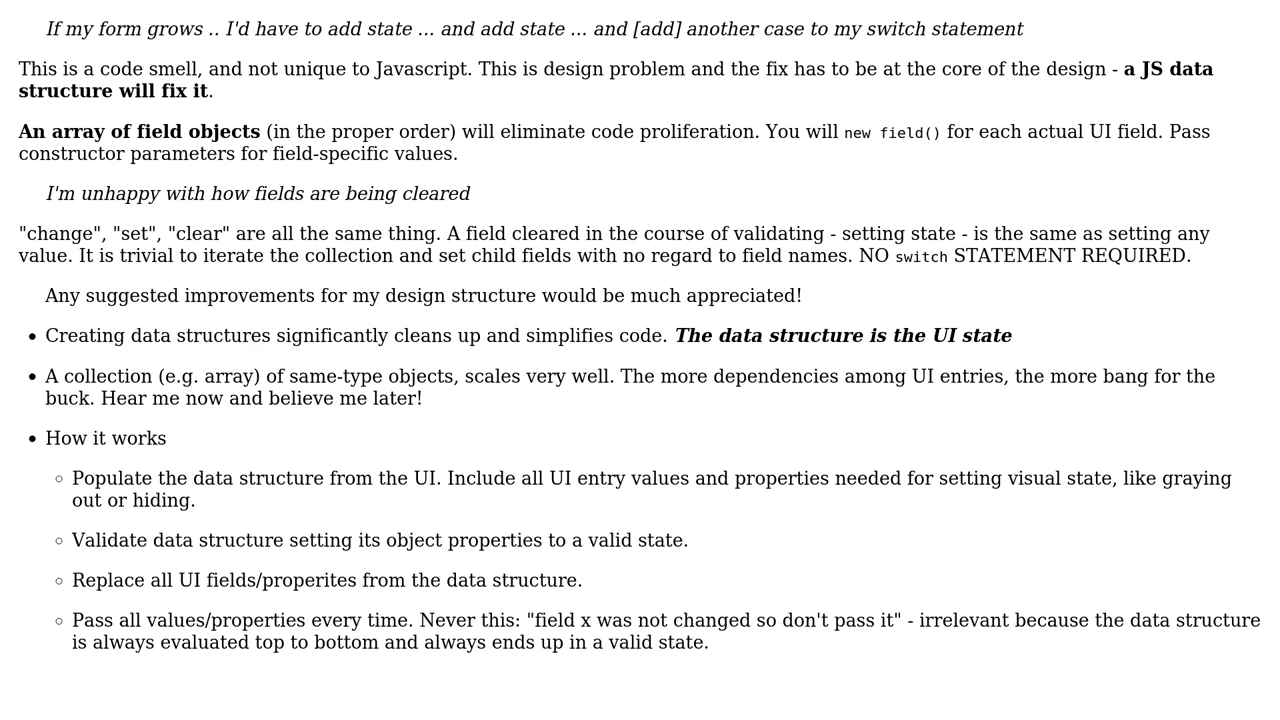 If my form grows .. I'd have to add state ... and add state ... and [add] another case to my switch statement
This is a code smell, and not unique to Javascript. This is design problem and the fix has to be at the core of the design - a JS data
structure will fix it.
An array of field objects (in the proper order) will eliminate code proliferation. You will new field() for each actual UI field. Pass
constructor parameters for field-specific values.
I'm unhappy with how fields are being cleared
"change", "set", "clear" are all the same thing. A field cleared in the course of validating - setting state - is the same as setting any
value. It is trivial to iterate the collection and set child fields with no regard to field names. NO switch STATEMENT REQUIRED.
Any suggested improvements for my design structure would be much appreciated!
• Creating data structures significantly cleans up and simplifies code. The data structure is the UI state
• A collection (e.g. array) of same-type objects, scales very well. The more dependencies among UI entries, the more bang for the
buck. Hear me now and believe me later!
• How it works
◦ Populate the data structure from the UI. Include all UI entry values and properties needed for setting visual state, like graying
out or hiding.
◦ Validate data structure setting its object properties to a valid state.
◦ Replace all UI fields/properites from the data structure.
◦ Pass all values/properties every time. Never this: "field x was not changed so don't pass it" - irrelevant because the data structure
is always evaluated top to bottom and always ends up in a valid state.